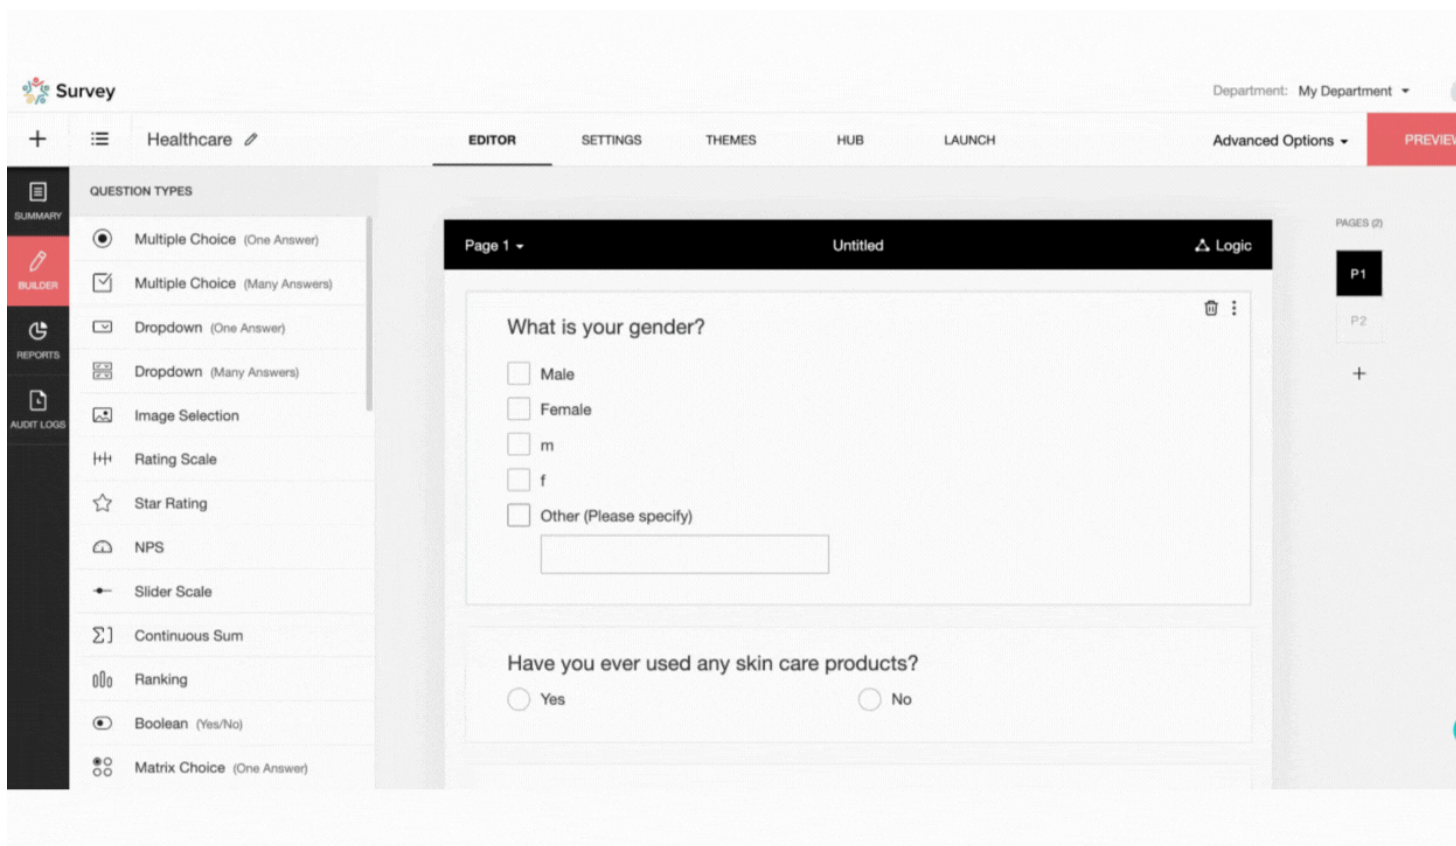 Survey
Department: My Department
Healthcare
EDITOR SETTINGS THEMES HUB LAUNCH
Advanced Options
PREVIEW
SUMMARY
BUILDER
REPORTS
AUDIT LOGS
QUESTION TYPES
Multiple Choice (One Answer)
Multiple Choice (Many Answers)
Dropdown (One Answer)
Dropdown (Many Answers)
Image Selection
Rating Scale
Star Rating
NPS
Slider Scale
Continuous Sum
Ranking
Boolean (Yes/No)
Matrix Choice (One Answer)
Page 1 Untitled Logic
What is your gender?
Male
Female
m
f
Other (Please specify)
Have you ever used any skin care products?
Yes No
PAGES (2)
P1
P2